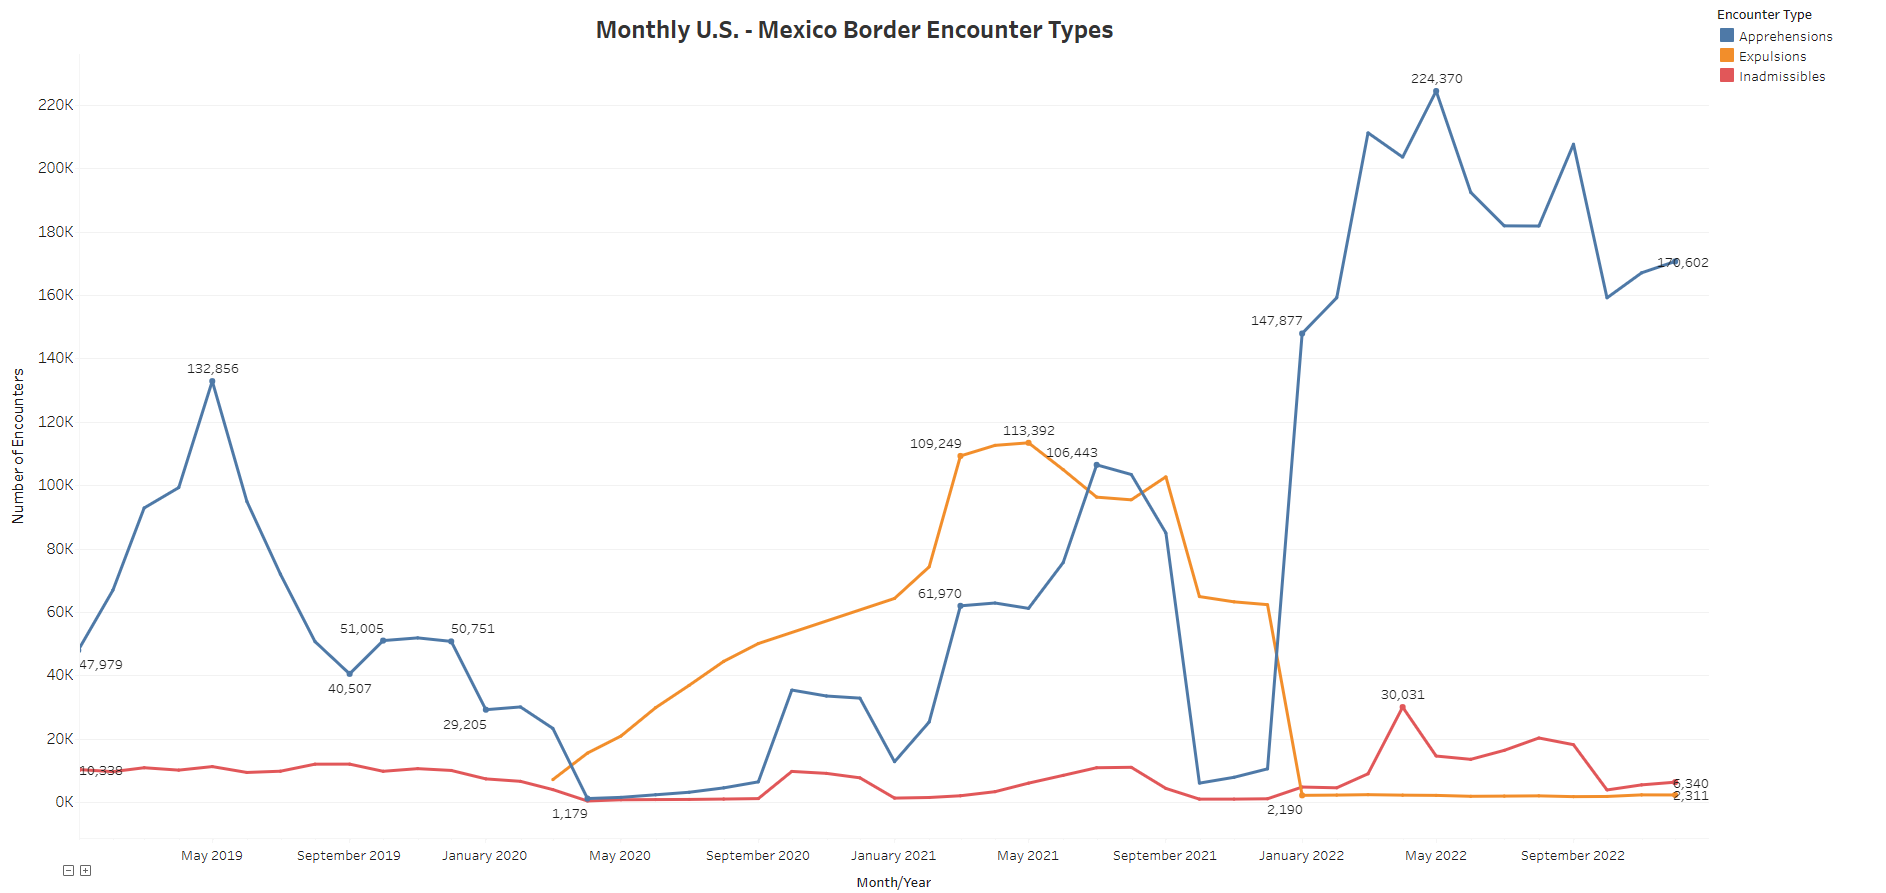 Monthly U.S. - Mexico Border Encounter Types
Encounter Type
Apprehensions
Expulsions
Inadmissibles
Number of Encounters
220K
200K
180K
160K
140K
120K
100K
80K
60K
40K
20K
0K
224,370
170,602
147,877
132,856
113,392
109,249
106,443
61,970
51,005
50,751
47,979
40,507
29,205
30,031
10,338
6,340
2,311
1,179
2,190
May 2019
September 2019
January 2020
May 2020
September 2020
January 2021
May 2021
September 2021
January 2022
May 2022
September 2022
Month/Year